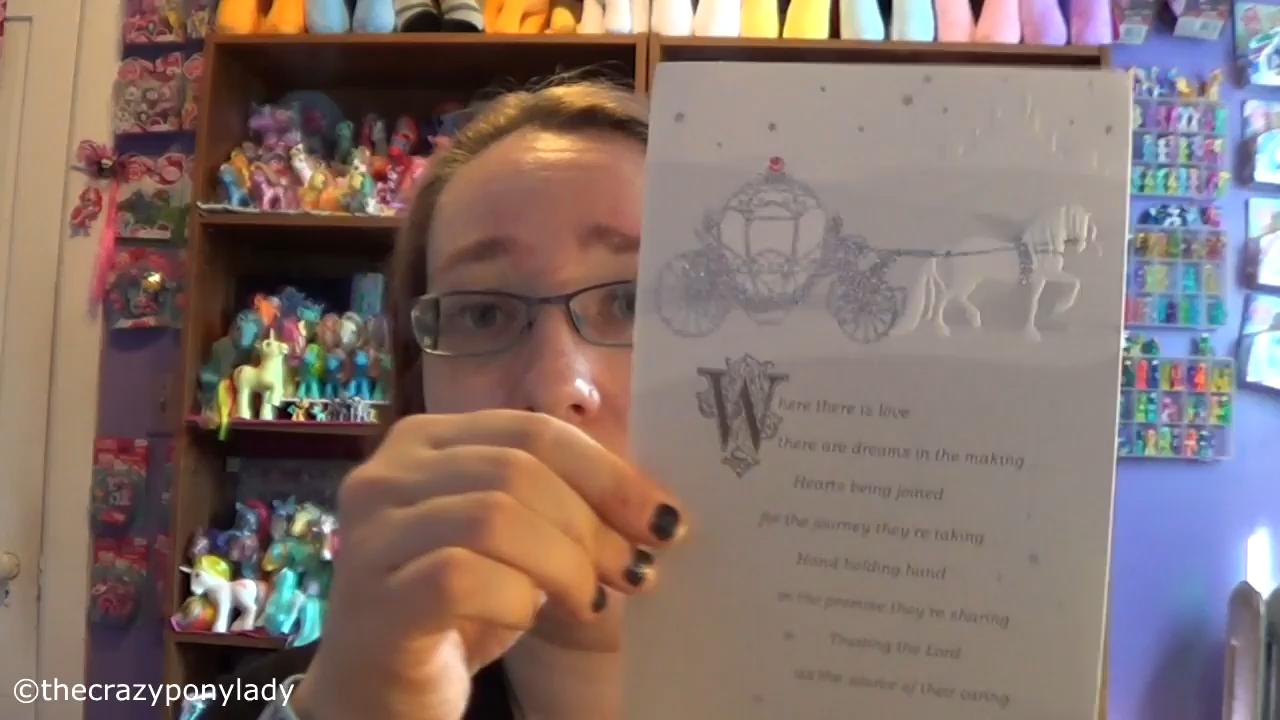 Where there is love
there are dreams in the making
Hearts being joined
for the journey they're taking
Hand holding hand
in the promise they're sharing
Trusting the Lord
as the source of their caring
©thecrazyponylady